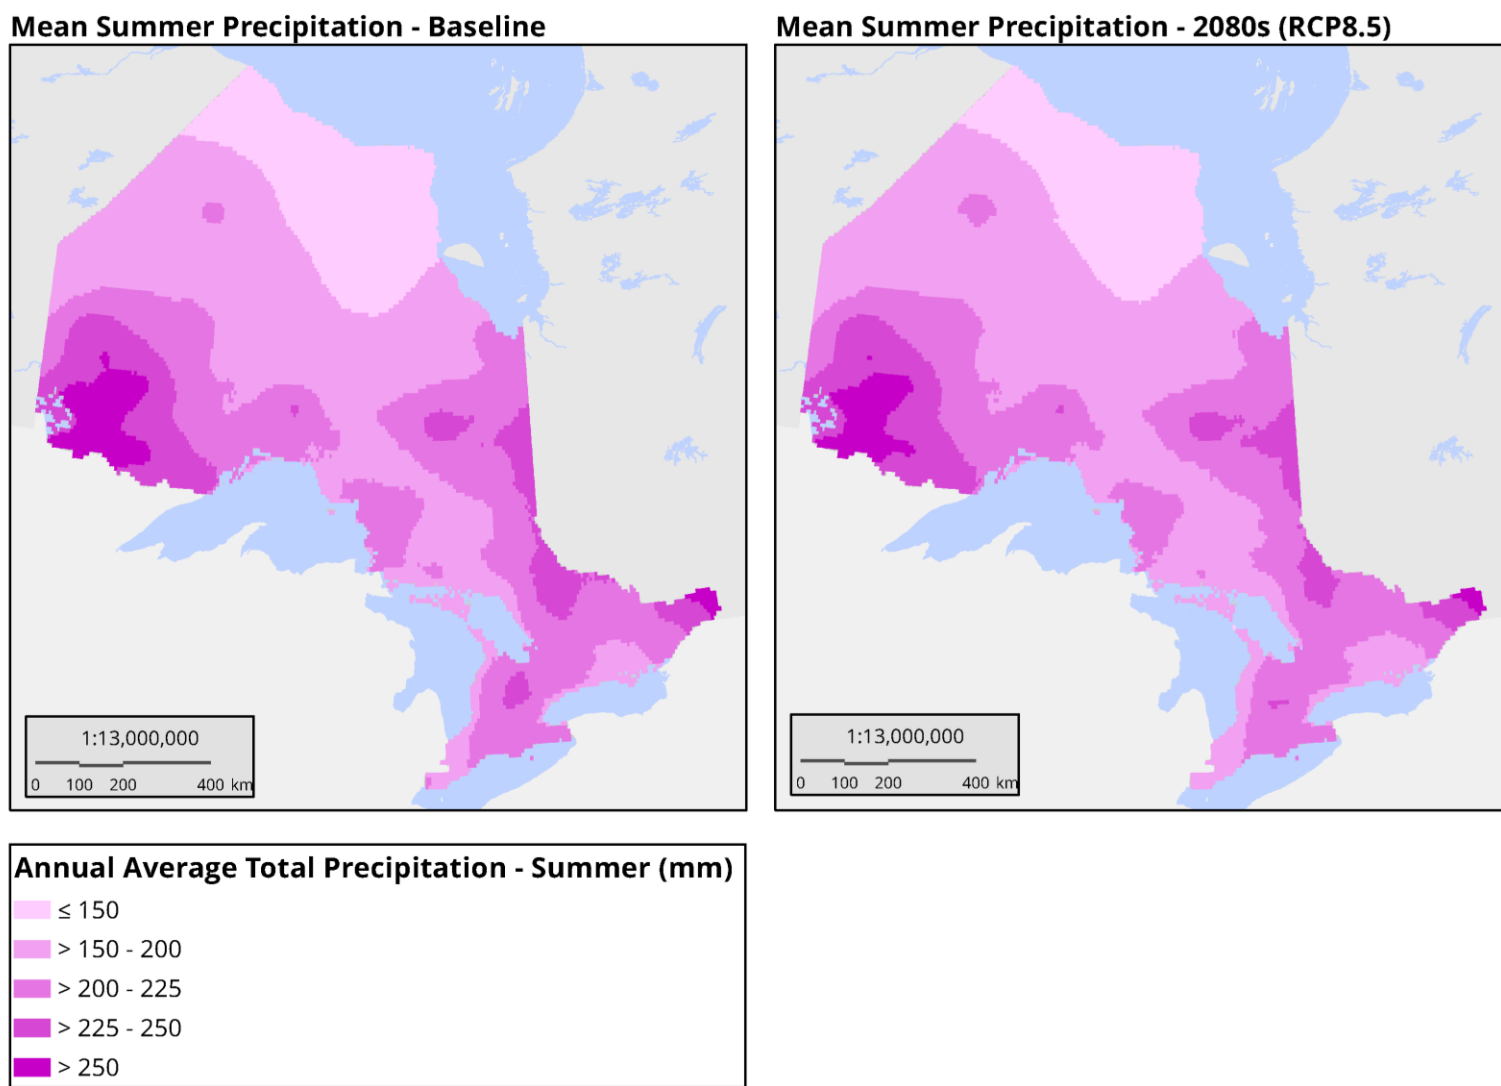 Mean Summer Precipitation - Baseline
Mean Summer Precipitation - 2080s (RCP8.5)
1:13,000,000
0 100 200 400 km
1:13,000,000
0 100 200 400 km
Annual Average Total Precipitation - Summer (mm)
≤ 150
> 150 - 200
> 200 - 225
> 225 - 250
> 250